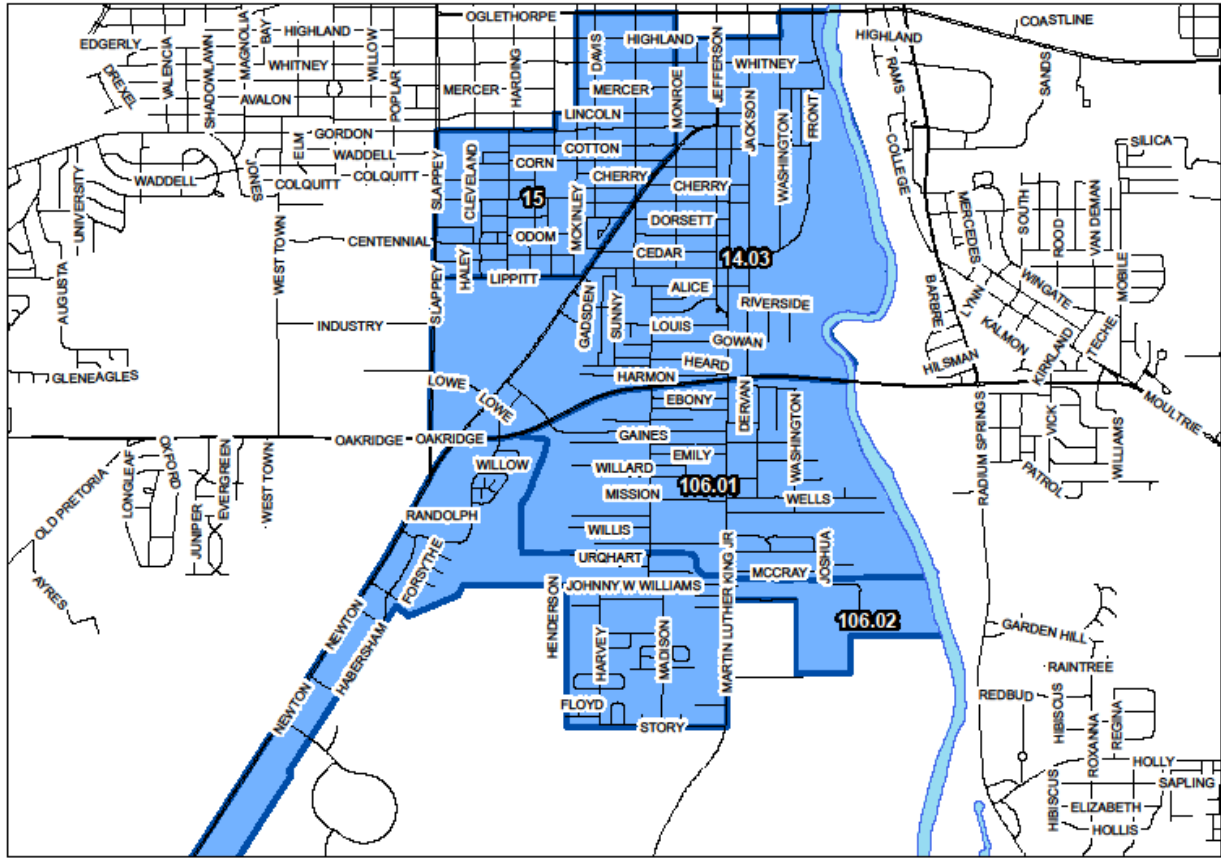 OGLETHORPE
COASTLINE
EDGERLY
VALENCIA
SHADOWLAWN
MAGNOLIA
BAY
HIGHLAND
WILLOW
WHITNEY
DREXEL
AVALON
POPLAR
GORDON
ELM
WADDELL
WADDELL
JONES
COLQUITT
COLQUITT
MERCER
HARDING
DAVIS
HIGHLAND
MERCER
MONROE
JEFFERSON
WHITNEY
LINCOLN
JACKSON
WASHINGTON
FRONT
HIGHLAND
RAMS
COLLEGE
SANDS
SILICA
SLAPPEY
CLEVELAND
CORN
COTTON
CHERRY
CHERRY
15
MCKINLEY
ODOM
DORSETT
CEDAR
14.03
CENTENNIAL
HALEY
LIPPITT
SLAPPEY
UNIVERSITY
AUGUSTA
WEST TOWN
INDUSTRY
GLENEAGLES
GADSDEN
SUNNY
ALICE
RIVERSIDE
LOUIS
GOWAN
HEARD
HARMON
EBONY
DERVAN
WASHINGTON
MERCEDES
SOUTH
ROOD
VAN DEMAN
LYNN
WINGATE
MOBILE
BARBRE
KALMON
KIRKLAND
TECHE
HILSMAN
MOULTRIE
LOWE
LOWE
OAKRIDGE
OAKRIDGE
GAINES
EMILY
WILLOW
WILLARD
MISSION
106.01
WELLS
RADIUM SPRINGS
VICK
WILLIAMS
PATROL
OLD PRETORIA
LONGLEAF
OXFORD
JUNIPER
EVERGREEN
WEST TOWN
AYRES
RANDOLPH
FORSYTHE
WILLIS
URQHART
MCCRAY
JOSHUA
MARTIN LUTHER KING JR
JOHNNY W WILLIAMS
HENDERSON
106.02
NEWTON
HABERSHAM
NEWTON
HARVEY
MADISON
FLOYD
STORY
GARDEN HILL
RAINTREE
REDBUD
HIBISCUS
ROXANNA
REGINA
HOLLY
SAPLING
HIBISCUS
ELIZABETH
HOLLIS